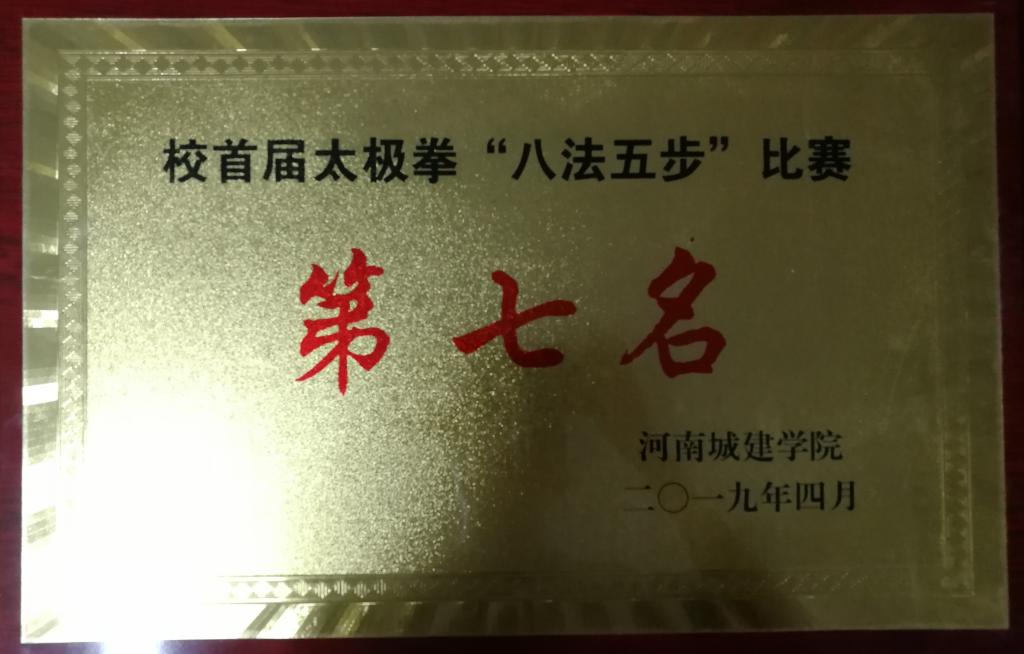 校首届太极拳“八法五步”比赛
第七名
河南城建学院
二〇一九年四月